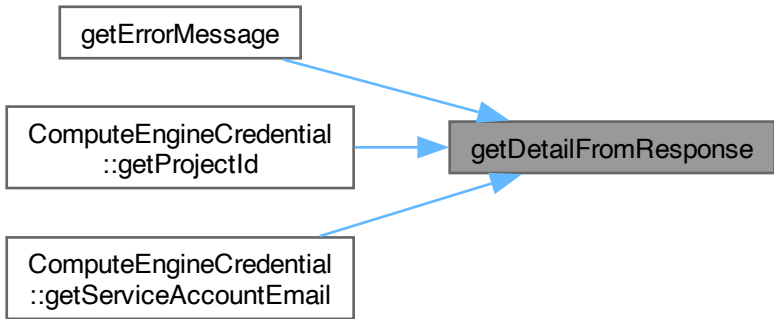 getErrorMessage
ComputeEngineCredential
::getProjectId
getDetailFromResponse
ComputeEngineCredential
::getServiceAccountEmail